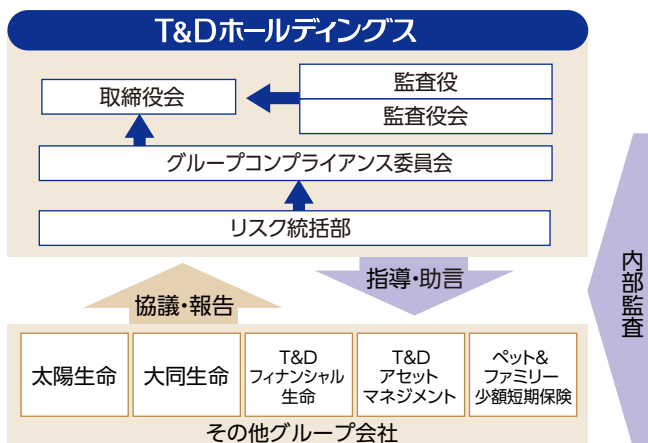 T&Dホールディングス
取締役会
監査役
監査役会
グループコンプライアンス委員会
リスク統括部
協議・報告
指導・助言
内部監査
太陽生命
大同生命
T&D
フィナンシャル
生命
T&D
アセット
マネジメント
ペット&
ファミリー
少額短期保険
その他グループ会社